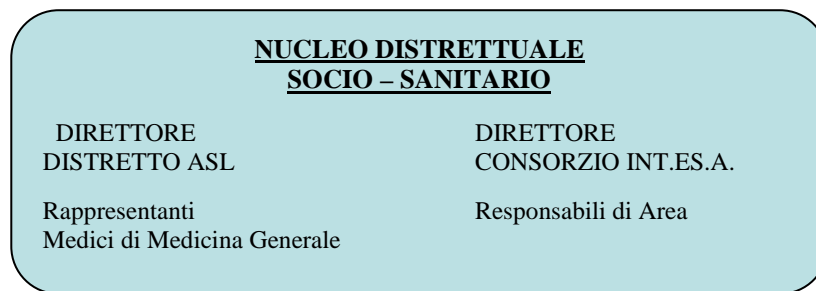 NUCLEO DISTRETTUALE
SOCIO – SANITARIO
DIRETTORE
DISTRETTO ASL
DIRETTORE
CONSORZIO INT.ES.A.
Rappresentanti
Medici di Medicina Generale
Responsabili di Area